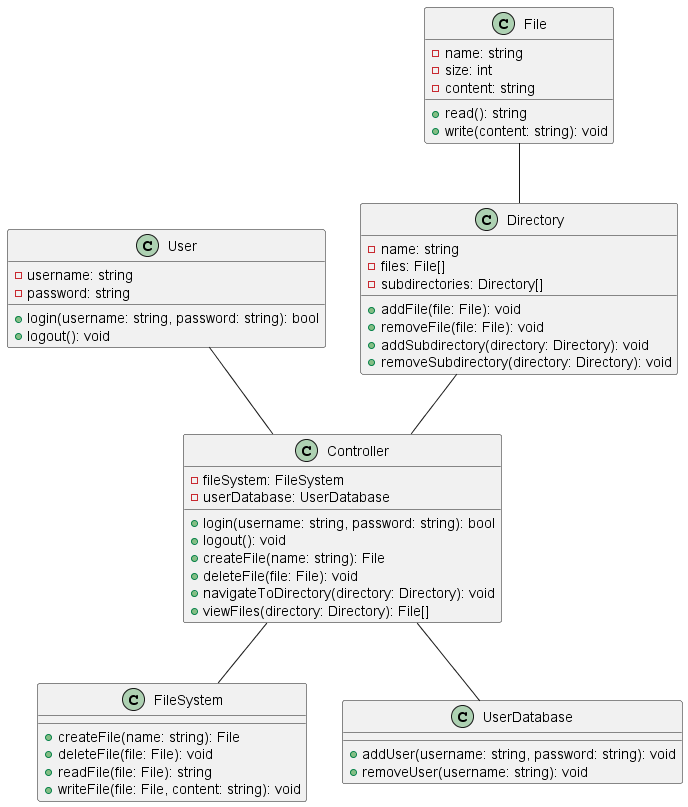 C File
name: string
size: int
content: string
read(): string
write(content: string): void
C Directory
name: string
files: File[]
subdirectories: Directory[]
addFile(file: File): void
removeFile(file: File): void
addSubdirectory(directory: Directory): void
removeSubdirectory(directory: Directory): void
C User
username: string
password: string
login(username: string, password: string): bool
logout(): void
C Controller
fileSystem: FileSystem
userDatabase: UserDatabase
login(username: string, password: string): bool
logout(): void
createFile(name: string): File
deleteFile(file: File): void
navigateToDirectory(directory: Directory): void
viewFiles(directory: Directory): File[]
C FileSystem
createFile(name: string): File
deleteFile(file: File): void
readFile(file: File): string
writeFile(file: File, content: string): void
C UserDatabase
addUser(username: string, password: string): void
removeUser(username: string): void